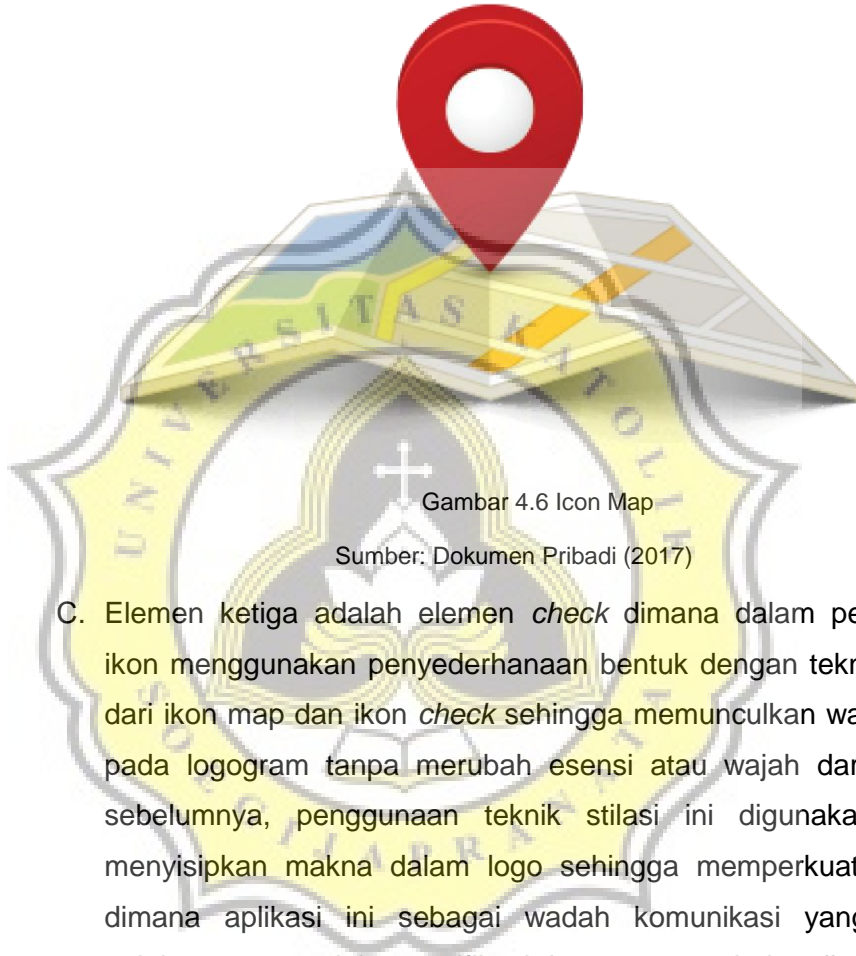 UNIVERSITAS KATOLIK
SOEGIJAPRANATA
Gambar 4.6 Icon Map
Sumber: Dokumen Pribadi (2017)
C. Elemen ketiga adalah elemen check dimana dalam pe
ikon menggunakan penyederhanaan bentuk dengan tekn
dari ikon map dan ikon check sehingga memunculkan wa
pada logogram tanpa merubah esensi atau wajah dar
sebelumnya, penggunaan teknik stilasi ini digunaka
menyisipkan makna dalam logo sehingga memperkuat
dimana aplikasi ini sebagai wadah komunikasi yang